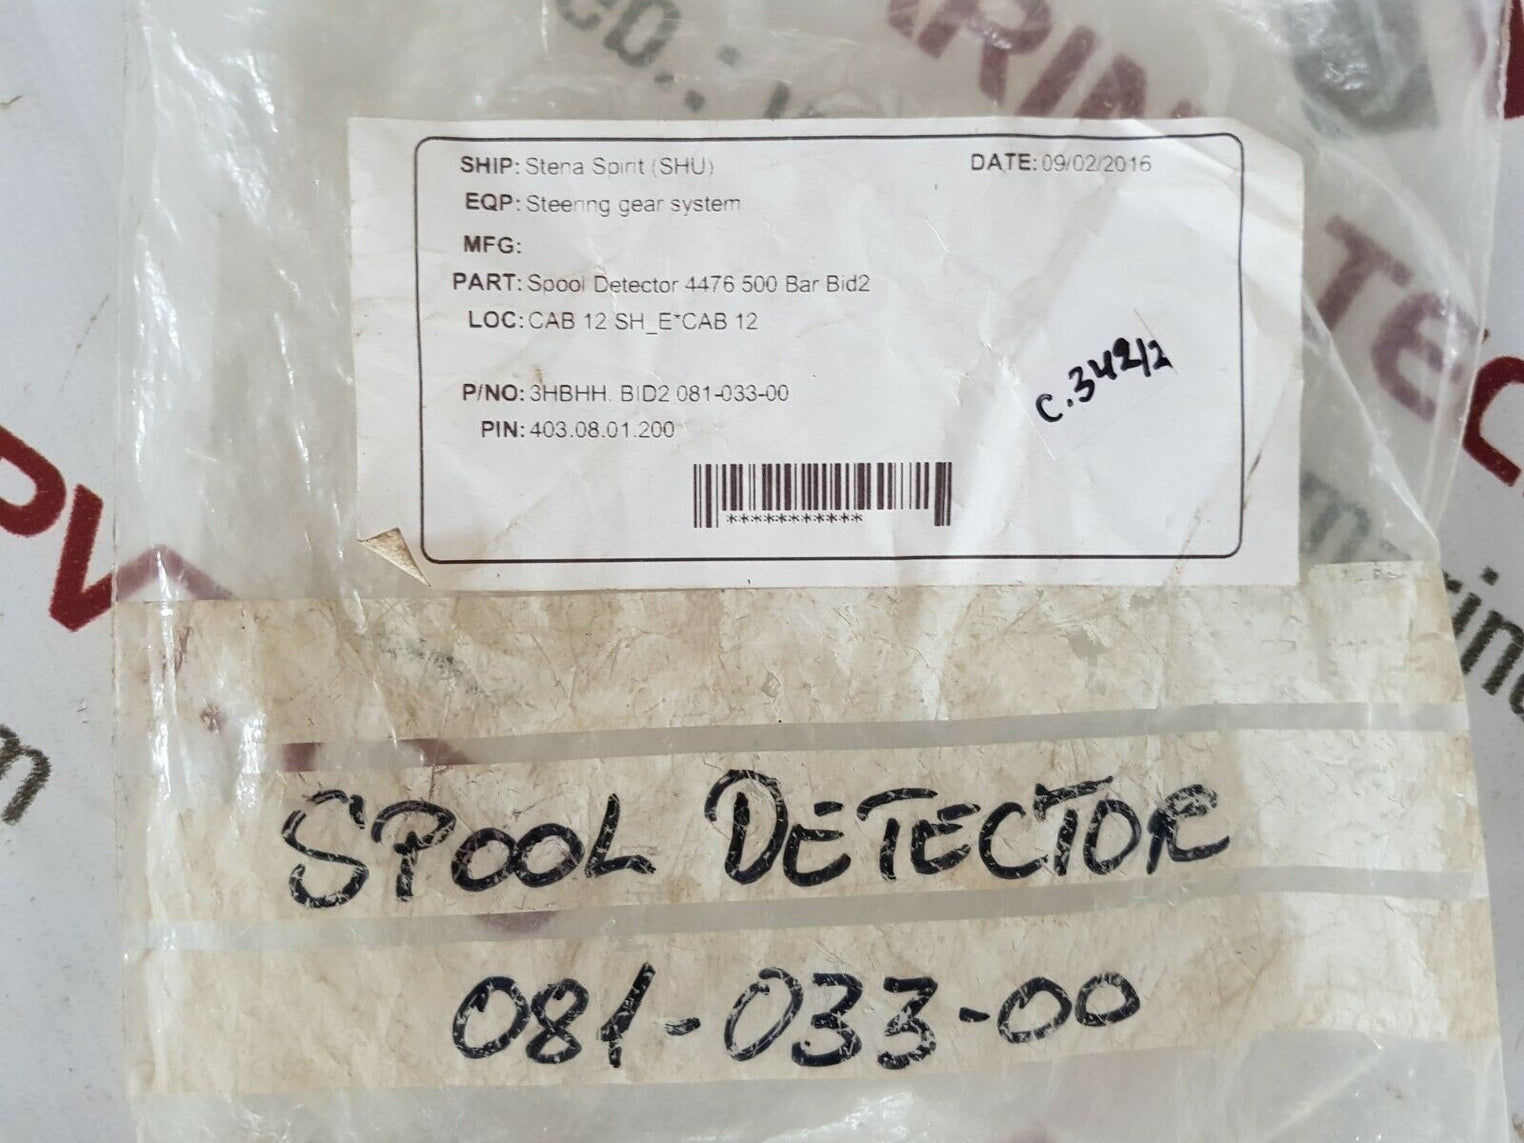 SHIP: Stena Spirit (SHU) DATE: 09/02/2016
EQP: Steering gear system
MFG:
PART: Spool Detector 4476 500 Bar Bid2
LOC: CAB 12 SH_E*CAB 12
C.342/2
P/NO: 3HBHH. BID2 081-033-00
PIN: 403.08.01.200
***********
SPOOL DETECTOR
081-033-00